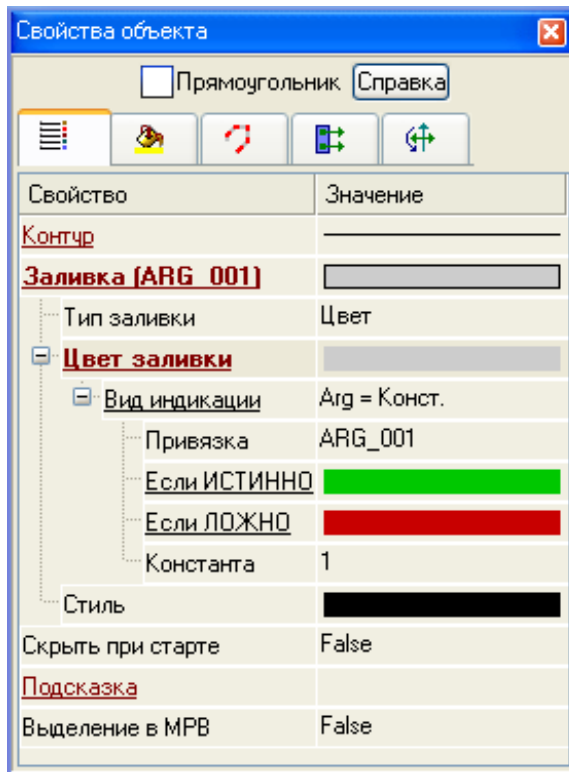 Свойства объекта
Прямоугольник Справка
Свойство Значение
Контур
Заливка (ARG_001)
Тип заливки Цвет
Цвет заливки
Вид индикации Arg = Конст.
Привязка ARG_001
Если ИСТИННО
Если ЛОЖНО
Константа 1
Стиль
Скрыть при старте False
Подсказка
Выделение в МРВ False